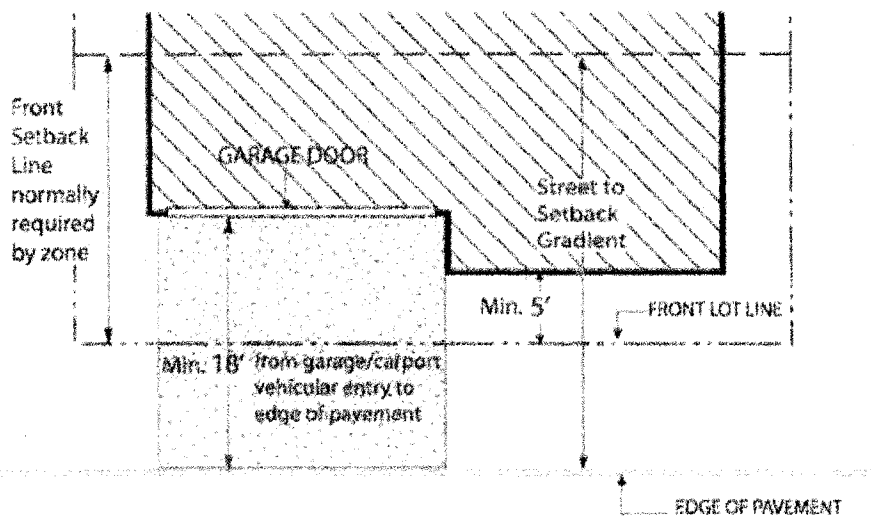 Front
Setback
Line
normally
required
by zone
GARAGE DOOR
Street to
Setback
Gradient
Min. 5'
FRONT LOT LINE
Min. 18' from garage/carport
vehicular entry to
edge of pavement
EDGE OF PAVEMENT